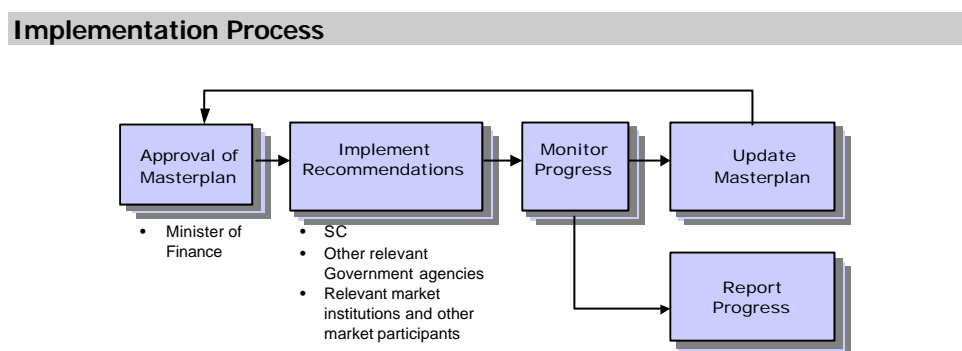 Implementation Process
Approval of
Masterplan
Implement
Recommendations
Monitor
Progress
Update
Masterplan
• Minister of
Finance
• SC
• Other relevant
Government agencies
• Relevant market
institutions and other
market participants
Report
Progress